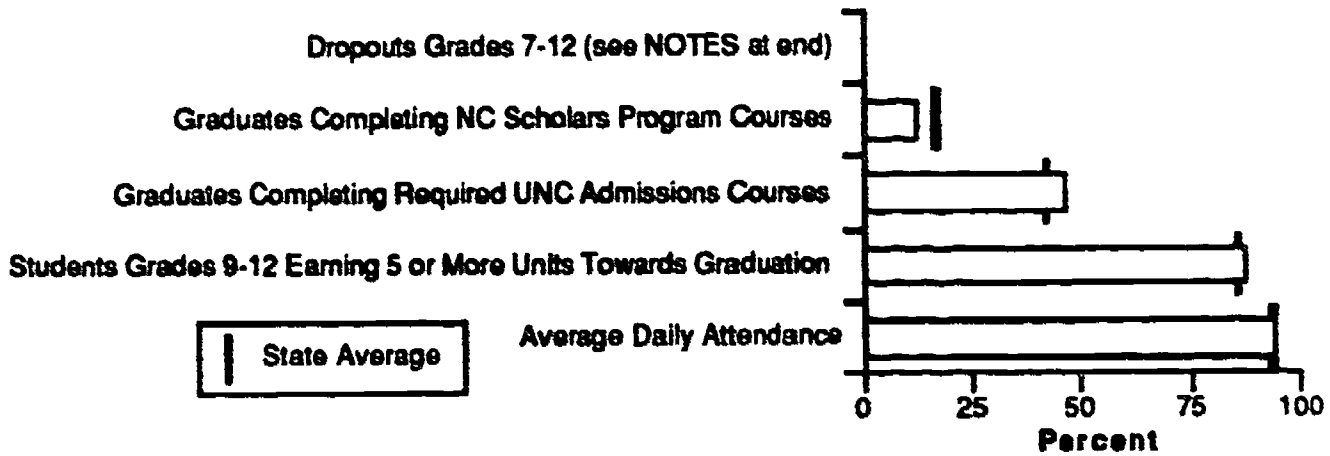 Dropouts Grades 7-12 (see NOTES at end)
Graduates Completing NC Scholars Program Courses
Graduates Completing Required UNC Admissions Courses
Students Grades 9-12 Earning 5 or More Units Towards Graduation
Average Daily Attendance
State Average
0 25 50 75 100
Percent